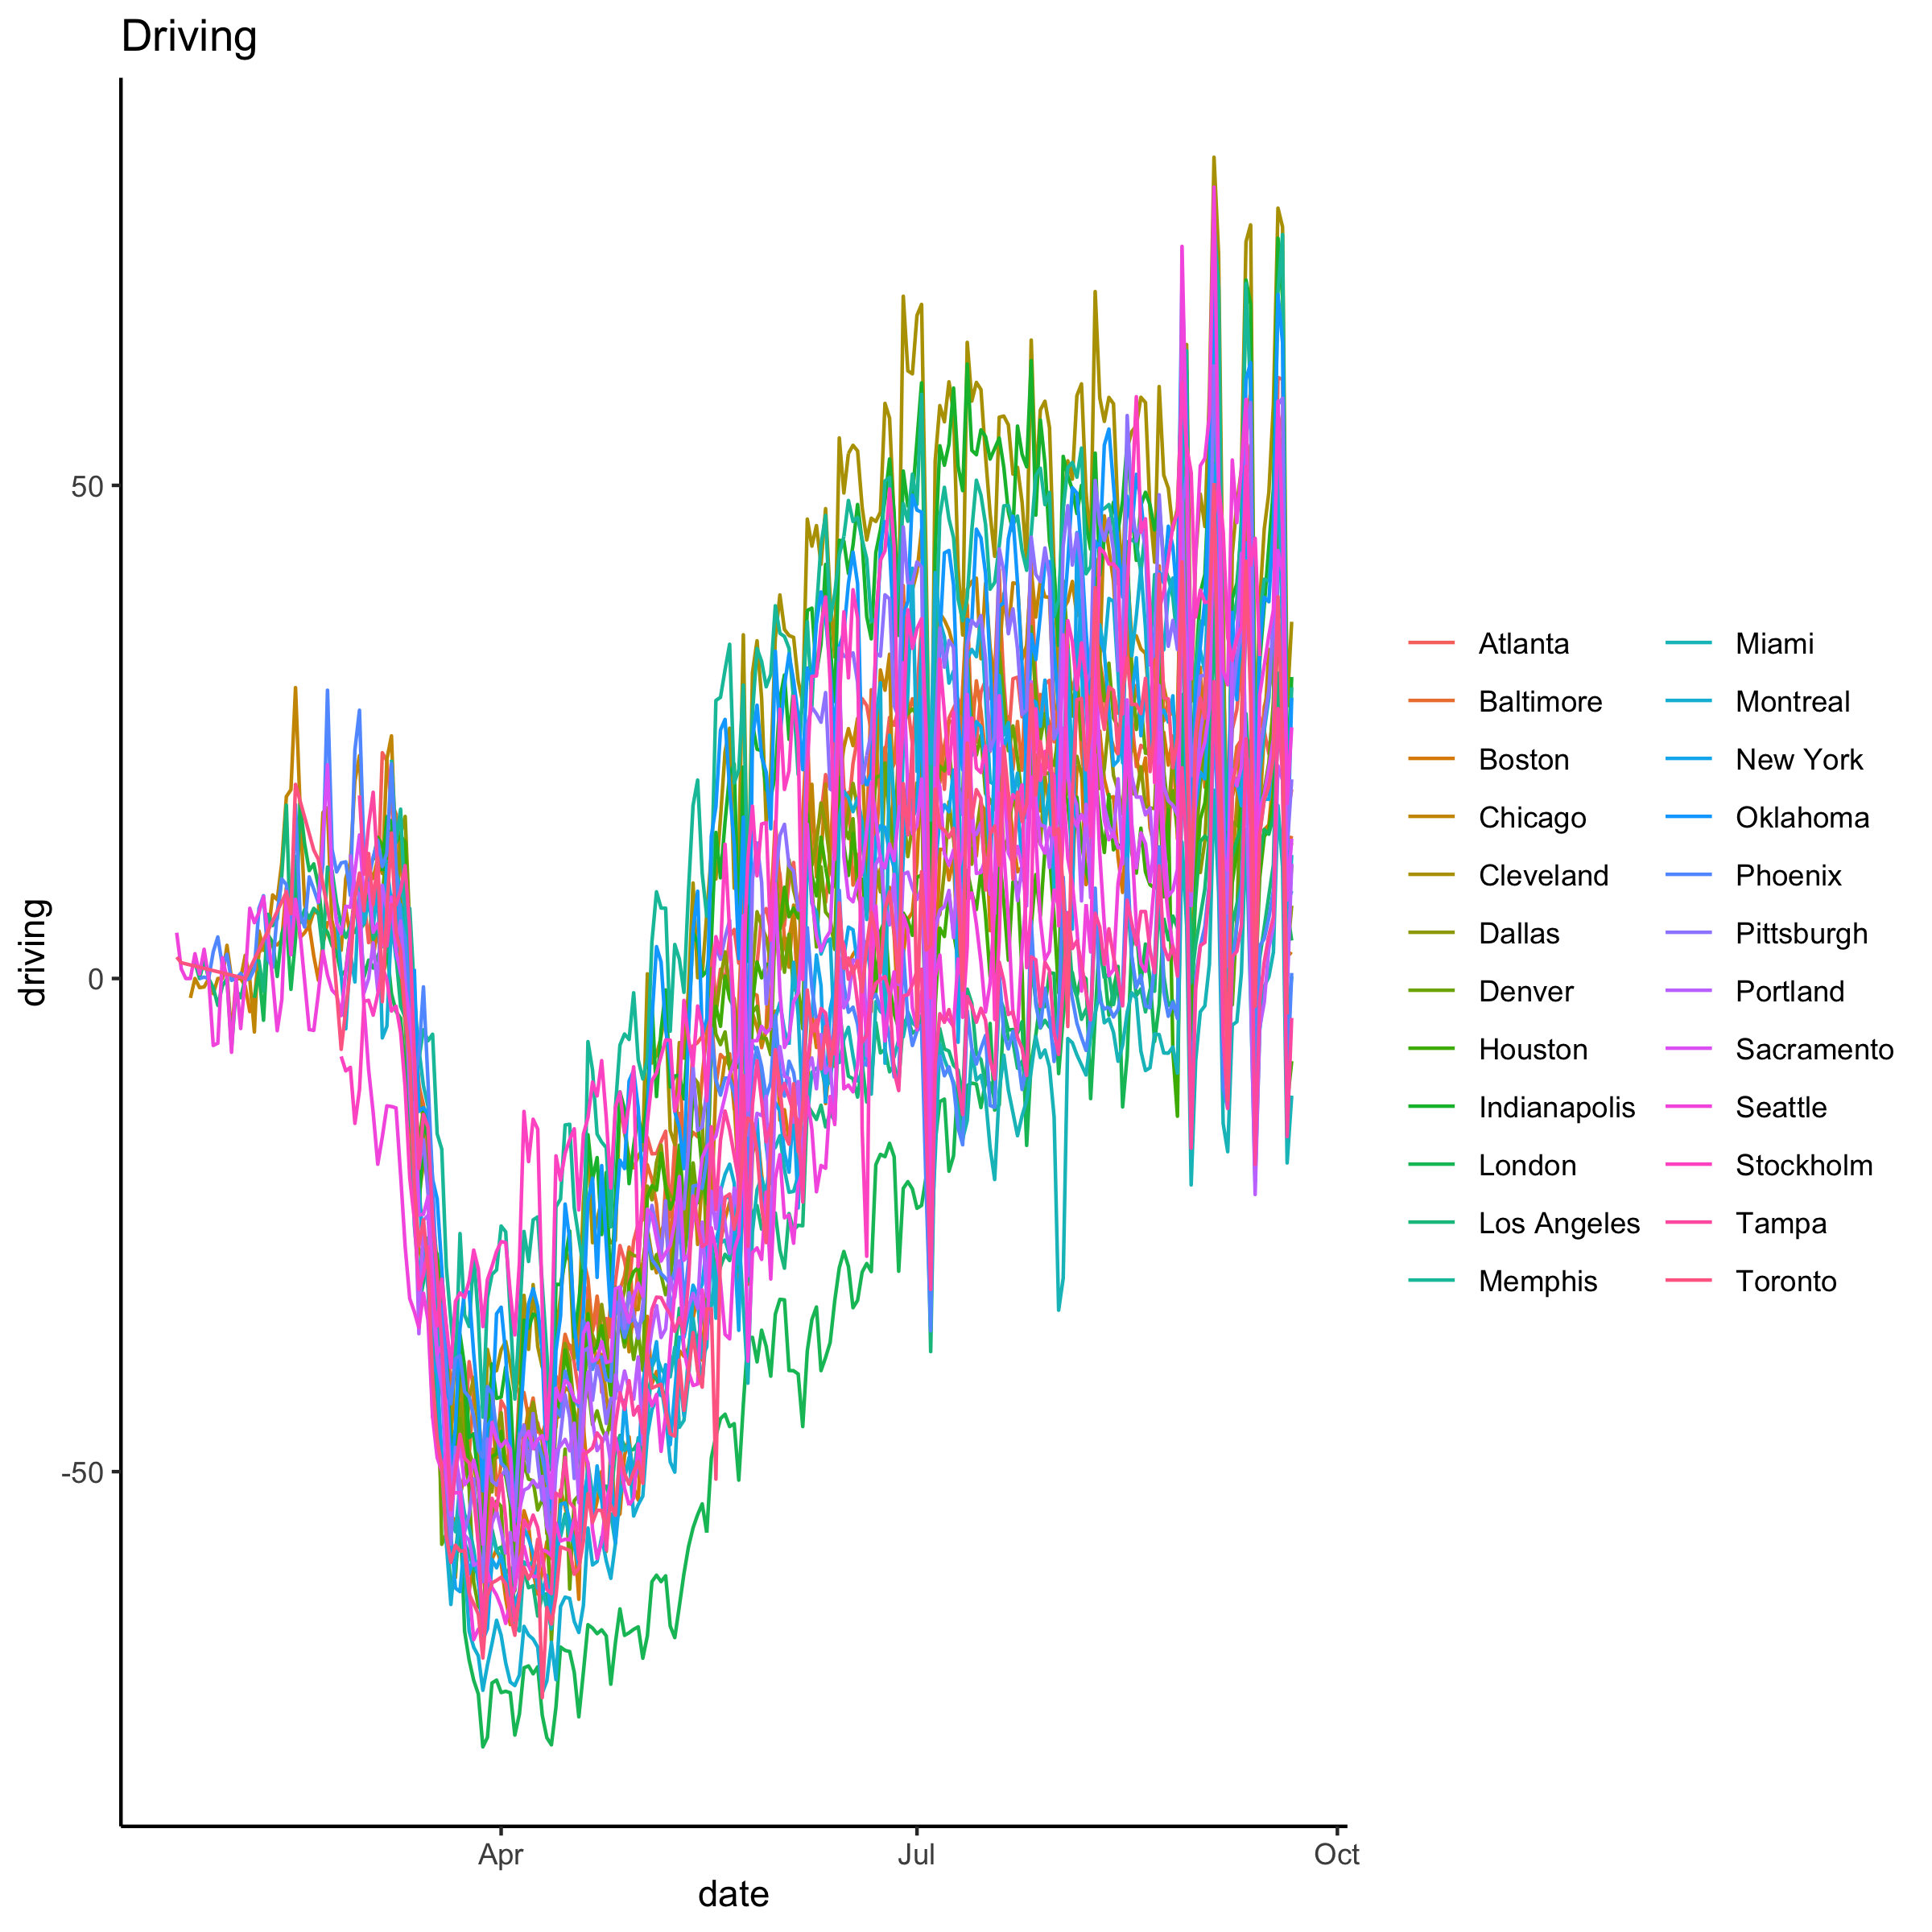 Driving
driving
50
0
-50
Apr
Jul
Oct
date
Atlanta
Baltimore
Boston
Chicago
Cleveland
Dallas
Denver
Houston
Indianapolis
London
Los Angeles
Memphis
Miami
Montreal
New York
Oklahoma
Phoenix
Pittsburgh
Portland
Sacramento
Seattle
Stockholm
Tampa
Toronto